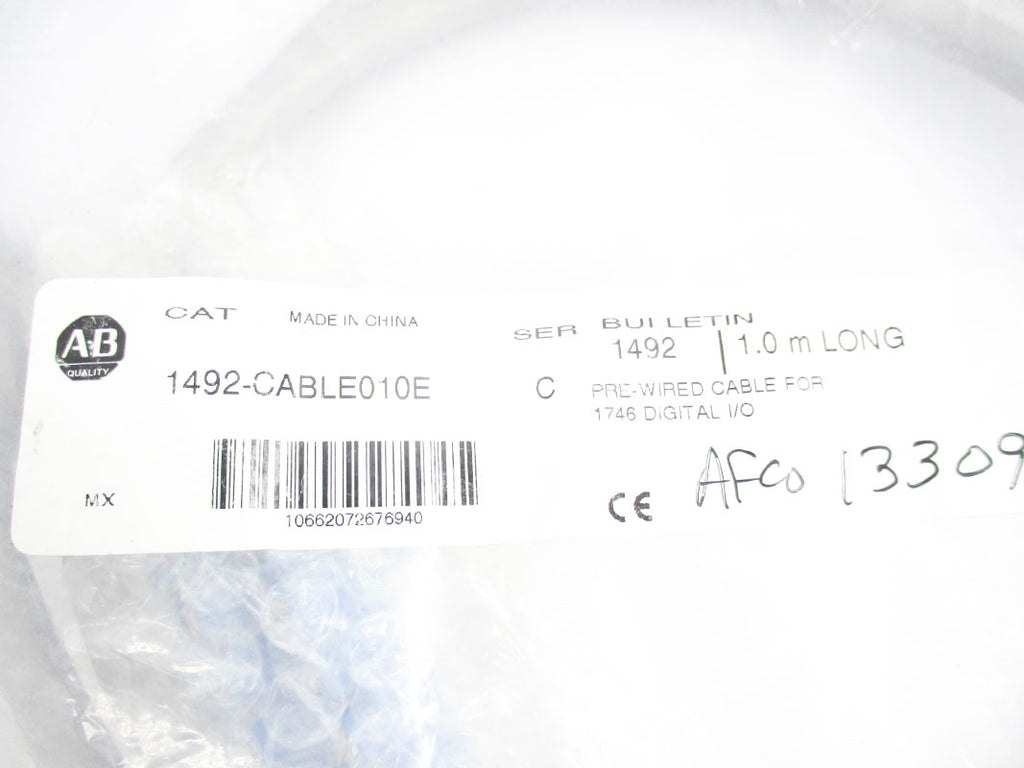 A-B
QUALITY
CAT MADE IN CHINA
1492-CABLE010E
SER BULLETIN
1492 1.0 m LONG
C PRE-WIRED CABLE FOR
1746 DIGITAL I/O
MX
10662072676940
CE
AFCO 13309